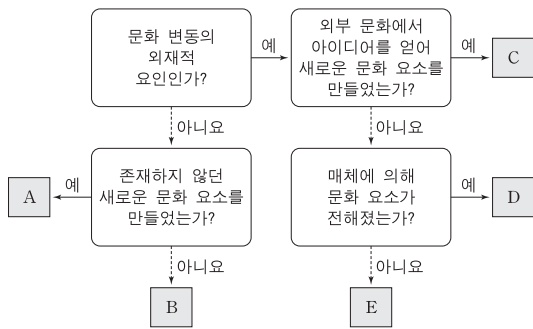 문화 변동의
외재적
요인인가?
예
외부 문화에서
아이디어를 얻어
새로운 문화 요소를
만들었는가?
예
C
아니요
아니요
A
예
존재하지 않던
새로운 문화 요소를
만들었는가?
매체에 의해
문화 요소가
전해졌는가?
예
D
아니요
아니요
B
E